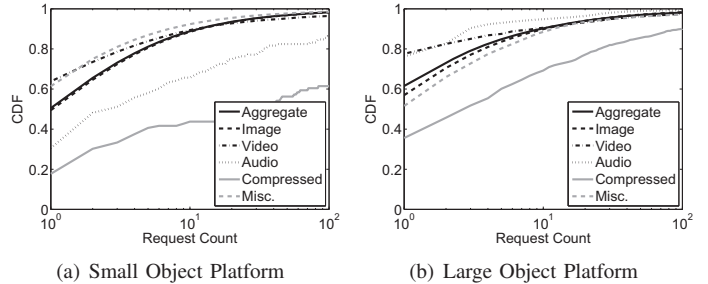 1
0.8
0.6
0.4
0.2
0
CDF
10^0
10^1
10^2
Request Count
Aggregate
Image
Video
Audio
Compressed
Misc.
(a) Small Object Platform
1
0.8
0.6
0.4
0.2
0
CDF
10^0
10^1
10^2
Request Count
Aggregate
Image
Video
Audio
Compressed
Misc.
(b) Large Object Platform